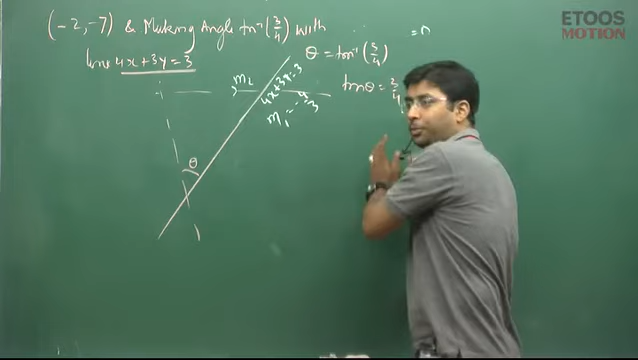 (-2, -7) & Making Angle tan⁻¹(3/4) with
line 4x+3y=3
θ = tan⁻¹(3/4)
tanθ = 3/4
= n
m₂
4x+3y=3
m₁ = -4/3
θ
ETOOS
MOTION